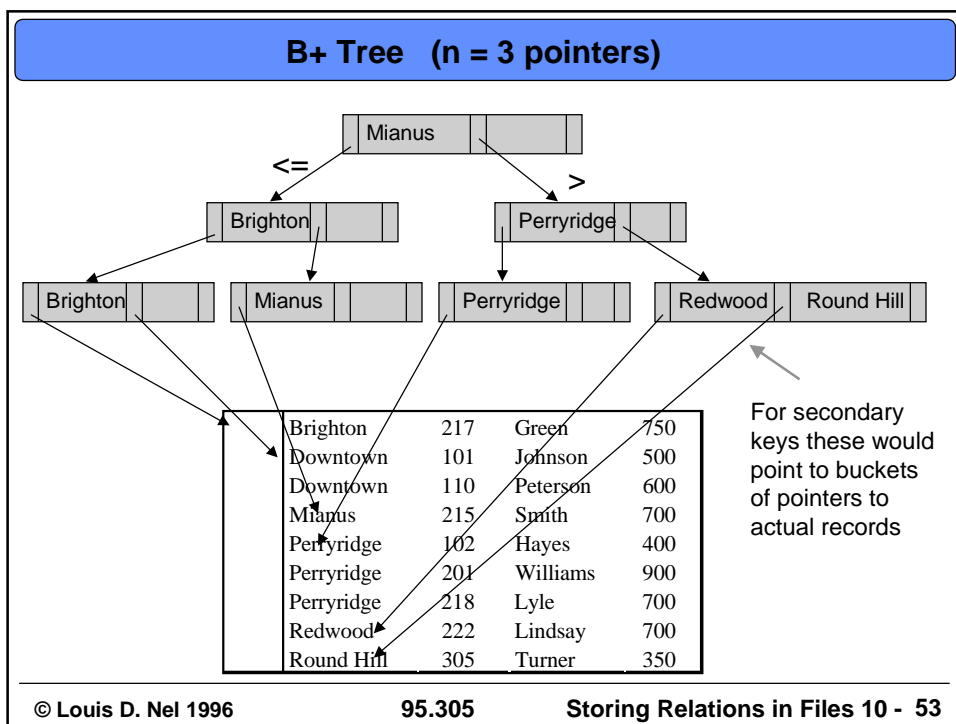 B+ Tree (n = 3 pointers)
Mianus
<=
>
Brighton
Perryridge
Brighton
Mianus
Perryridge
Redwood Round Hill
For secondary
keys these would
point to buckets
of pointers to
actual records
Brighton 217 Green 750
Downtown 101 Johnson 500
Downtown 110 Peterson 600
Mianus 215 Smith 700
Perryridge 102 Hayes 400
Perryridge 201 Williams 900
Perryridge 218 Lyle 700
Redwood 222 Lindsay 700
Round Hill 305 Turner 350
© Louis D. Nel 1996 95.305 Storing Relations in Files 10 - 53